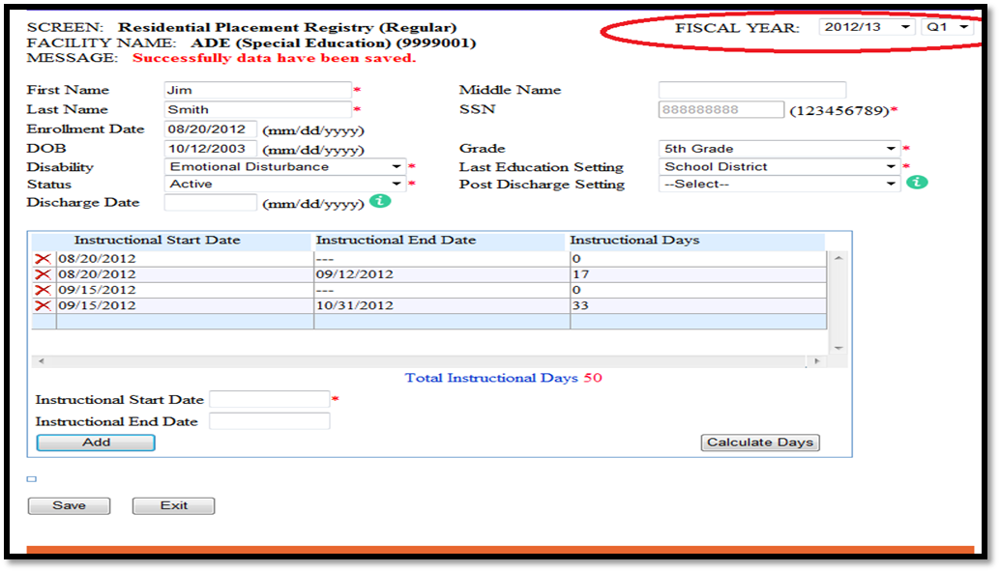 SCREEN: Residential Placement Registry (Regular)
FISCAL YEAR: 2012/13 Q1
FACILITY NAME: ADE (Special Education) (9999001)
MESSAGE: Successfully data have been saved.
First Name Jim * Middle Name
Last Name Smith * SSN 888888888 (123456789)*
Enrollment Date 08/20/2012 (mm/dd/yyyy)
DOB 10/12/2003 (mm/dd/yyyy) Grade 5th Grade *
Disability Emotional Disturbance * Last Education Setting School District *
Status Active * Post Discharge Setting --Select-- i
Discharge Date (mm/dd/yyyy) i
Instructional Start Date Instructional End Date Instructional Days
08/20/2012 --- 0
08/20/2012 09/12/2012 17
09/15/2012 --- 0
09/15/2012 10/31/2012 33
Total Instructional Days 50
Instructional Start Date *
Instructional End Date
Add Calculate Days
Save Exit